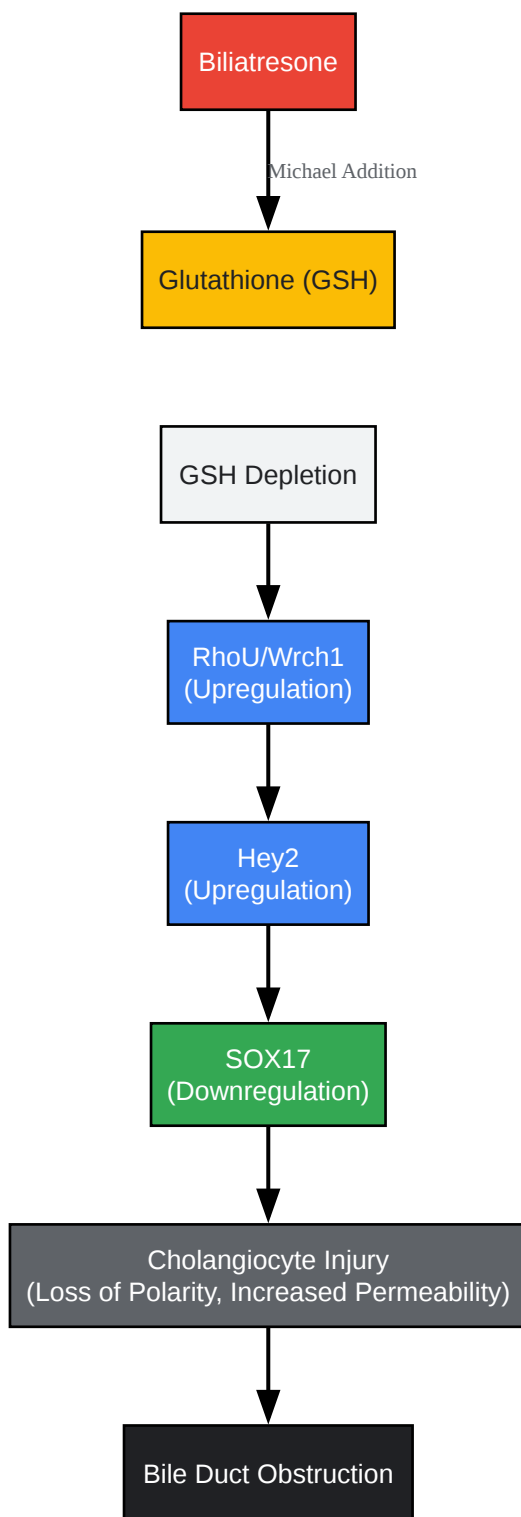 Biliatresone
Michael Addition
Glutathione (GSH)
GSH Depletion
RhoU/Wrch1
(Upregulation)
Hey2
(Upregulation)
SOX17
(Downregulation)
Cholangiocyte Injury
(Loss of Polarity, Increased Permeability)
Bile Duct Obstruction